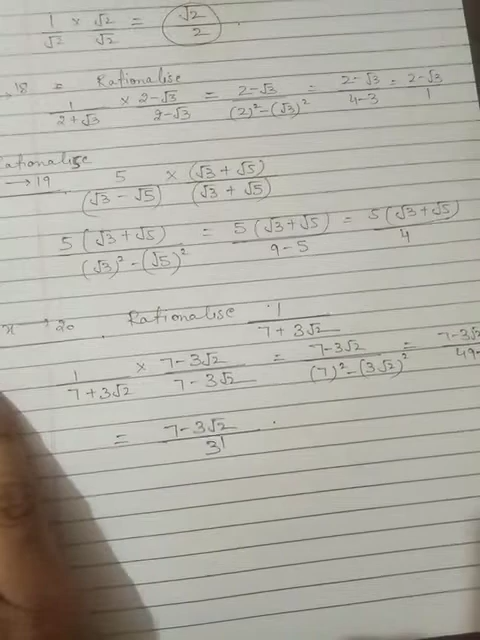 1/√2 × √2/√2 = √2/2 .
→ 18 = Rationalise
1/(2+√3) × (2-√3)/(2-√3) = (2-√3)/((2)²-(√3)²) = (2-√3)/(4-3) = (2-√3)/1
Rationalise
→ 19 5/(√3-√5) × (√3+√5)/(√3+√5)
5(√3+√5)/((√3)²-(√5)²) = 5(√3+√5)/(9-5) = 5(√3+√5)/4
→ 20 . Rationalise 1/(7+3√2)
1/(7+3√2) × (7-3√2)/(7-3√2) = (7-3√2)/((7)²-(3√2)²) = (7-3√2)/(49-
= (7-3√2)/31 .